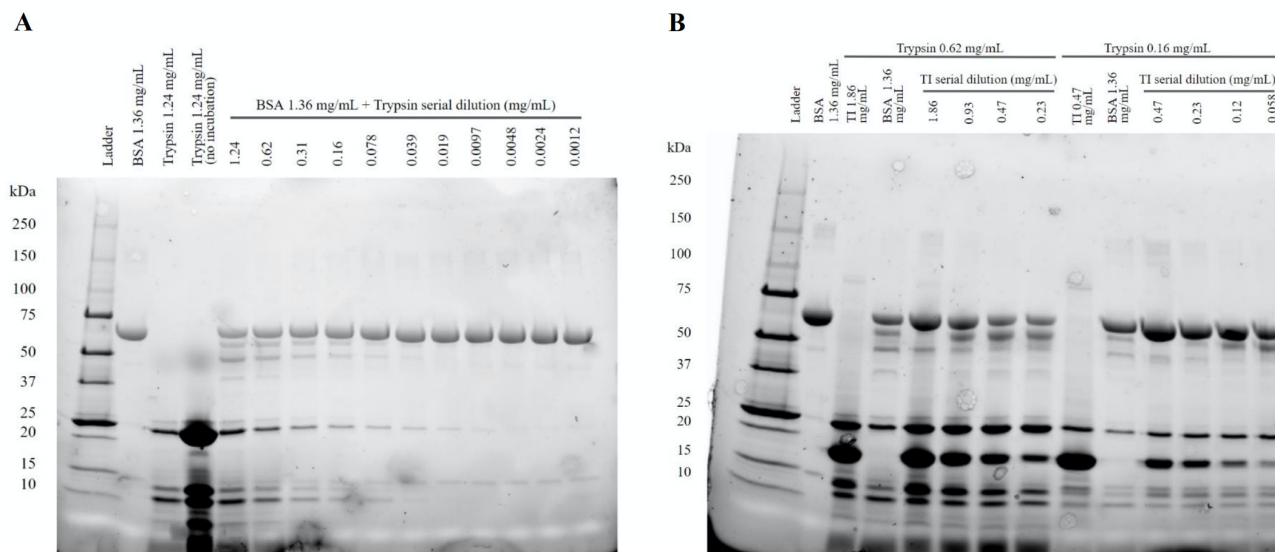 A
Ladder
BSA 1.36 mg/mL
Trypsin 1.24 mg/mL
Trypsin 1.24 mg/mL
(no incubation)
BSA 1.36 mg/mL + Trypsin serial dilution (mg/mL)
1.24
0.62
0.31
0.16
0.078
0.039
0.019
0.0097
0.0048
0.0024
0.0012
kDa
250
150
100
75
50
37
25
20
15
10
B
Trypsin 0.62 mg/mL
Trypsin 0.16 mg/mL
Ladder
BSA
1.36 mg/mL
TI 1.86
mg/mL
BSA 1.36
mg/mL
TI serial dilution (mg/mL)
1.86
0.93
0.47
0.23
TI 0.47
mg/mL
BSA 1.36
mg/mL
TI serial dilution (mg/mL)
0.47
0.23
0.12
0.058
kDa
250
150
100
75
50
37
25
20
15
10